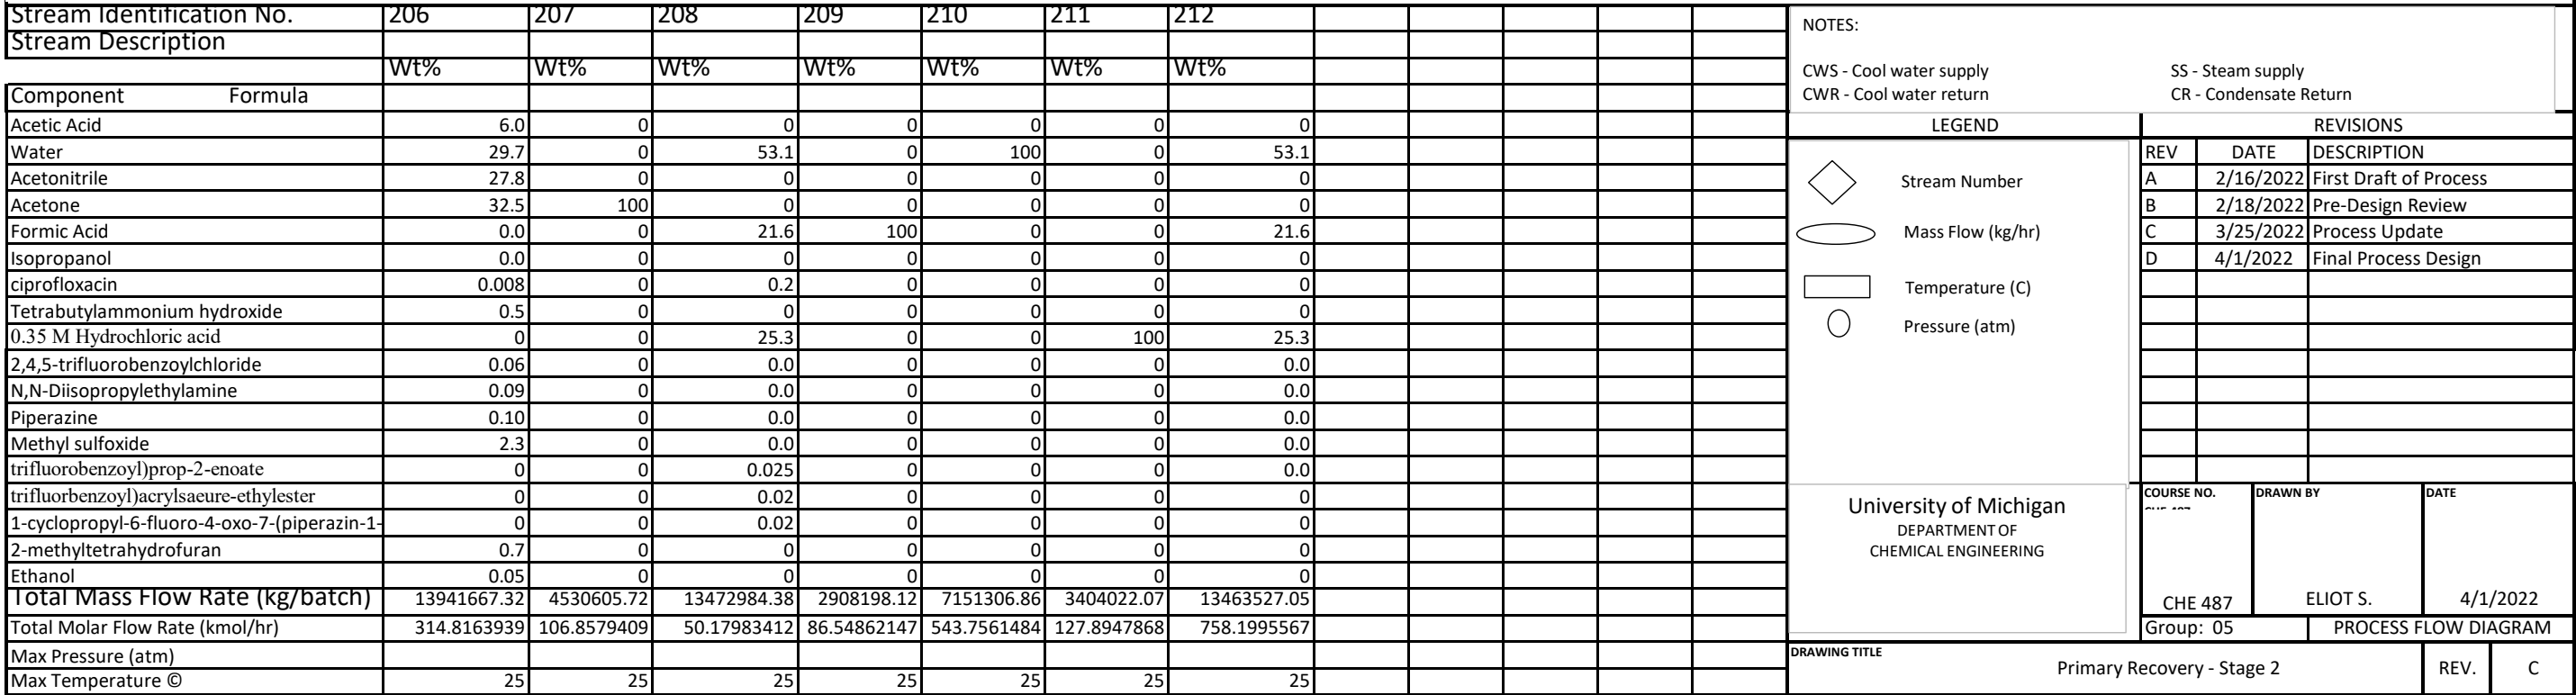 Stream Identification No. 206 207 208 209 210 211 212
Stream Description
Wt% Wt% Wt% Wt% Wt% Wt% Wt%
Component Formula
Acetic Acid 6.0 0 0 0 0 0 0
Water 29.7 0 53.1 0 100 0 53.1
Acetonitrile 27.8 0 0 0 0 0 0
Acetone 32.5 100 0 0 0 0 0
Formic Acid 0.0 0 21.6 100 0 0 21.6
Isopropanol 0.0 0 0 0 0 0 0
ciprofloxacin 0.008 0 0.2 0 0 0 0
Tetrabutylammonium hydroxide 0.5 0 0 0 0 0 0
0.35 M Hydrochloric acid 0 0 25.3 0 0 100 25.3
2,4,5-trifluorobenzoylchloride 0.06 0 0.0 0 0 0 0.0
N,N-Diisopropylethylamine 0.09 0 0.0 0 0 0 0.0
Piperazine 0.10 0 0.0 0 0 0 0.0
Methyl sulfoxide 2.3 0 0.0 0 0 0 0.0
trifluorobenzoyl)prop-2-enoate 0 0 0.025 0 0 0 0.0
trifluorbenzoyl)acrylsaeure-ethylester 0 0 0.02 0 0 0 0
1-cyclopropyl-6-fluoro-4-oxo-7-(piperazin-1- 0 0 0.02 0 0 0 0
2-methyltetrahydrofuran 0.7 0 0 0 0 0 0
Ethanol 0.05 0 0 0 0 0 0
Total Mass Flow Rate (kg/batch) 13941667.32 4530605.72 13472984.38 2908198.12 7151306.86 3404022.07 13463527.05
Total Molar Flow Rate (kmol/hr) 314.8163939 106.8579409 50.17983412 86.54862147 543.7561484 127.8947868 758.1995567
Max Pressure (atm)
Max Temperature © 25 25 25 25 25 25 25
NOTES:
CWS - Cool water supply SS - Steam supply
CWR - Cool water return CR - Condensate Return
LEGEND
Stream Number
Mass Flow (kg/hr)
Temperature (C)
Pressure (atm)
REVISIONS
REV DATE DESCRIPTION
A 2/16/2022 First Draft of Process
B 2/18/2022 Pre-Design Review
C 3/25/2022 Process Update
D 4/1/2022 Final Process Design
University of Michigan
DEPARTMENT OF
CHEMICAL ENGINEERING
COURSE NO. DRAWN BY DATE
CHE 487 ELIOT S. 4/1/2022
Group: 05 PROCESS FLOW DIAGRAM
DRAWING TITLE
Primary Recovery - Stage 2 REV. C